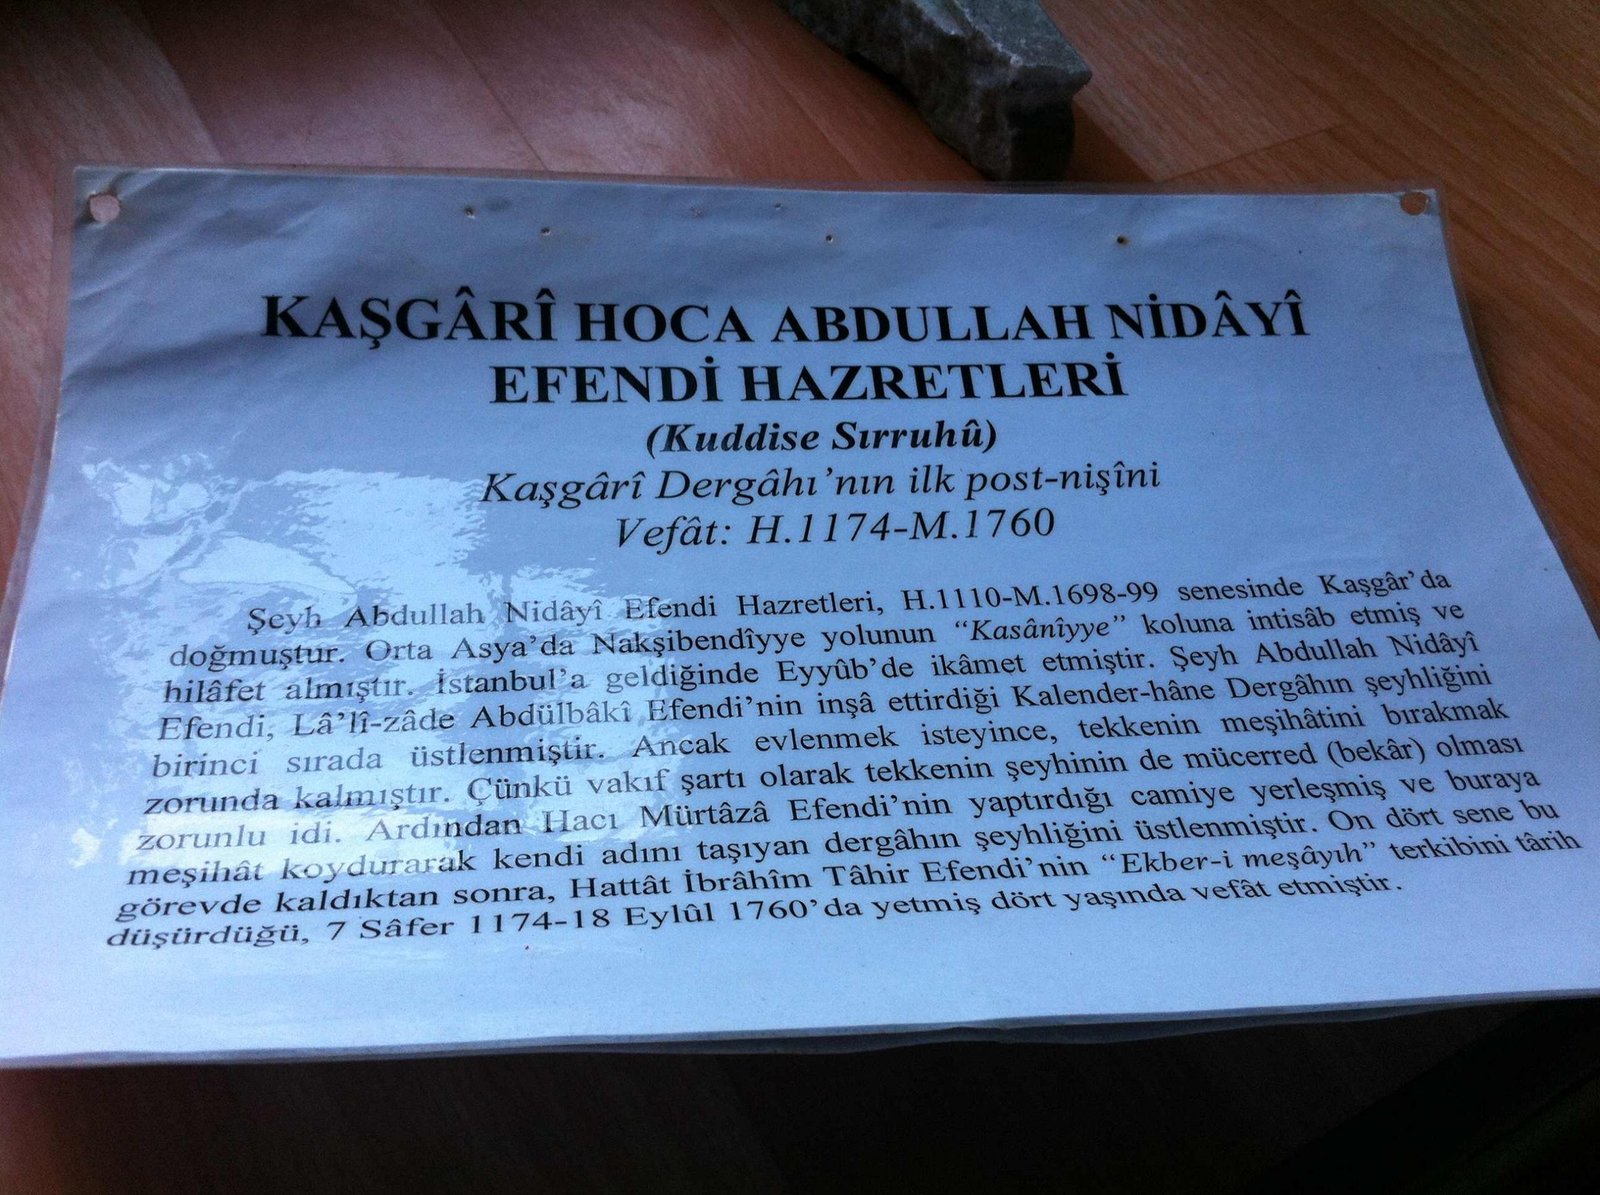 KAŞGÂRÎ HOCA ABDULLAH NİDÂYÎ
EFENDİ HAZRETLERİ
(Kuddise Sırruhû)
Kaşgârî Dergâhı’nın ilk post-nişîni
Vefât: H.1174-M.1760
Şeyh Abdullah Nidâyî Efendi Hazretleri, H.1110-M.1698-99 senesinde Kaşgâr’da
doğmuştur. Orta Asya’da Nakşibendîyye yolunun “Kasânîyye” koluna intisâb etmiş ve
hilâfet almıştır. İstanbul’a geldiğinde Eyyûb’de ikâmet etmiştir. Şeyh Abdullah Nidâyî
Efendi, Lâ’lî-zâde Abdülbâkî Efendi’nin inşâ ettirdiği Kalender-hâne Dergâhın şeyhliğini
birinci sırada üstlenmiştir. Ancak evlenmek isteyince, tekkenin meşihâtini bırakmak
zorunda kalmıştır. Çünkü vakıf şartı olarak tekkenin şeyhinin de mücerred (bekâr) olması
zorunlu idi. Ardından Hacı Mürtâzâ Efendi’nin yaptırdığı camiye yerleşmiş ve buraya
meşihât koydurarak kendi adını taşıyan dergâhın şeyhliğini üstlenmiştir. On dört sene bu
görevde kaldıktan sonra, Hattât İbrâhîm Tâhir Efendi’nin “Ekber-i meşâyıh” terkibini târih
düşürdüğü, 7 Sâfer 1174-18 Eylûl 1760’da yetmiş dört yaşında vefât etmiştir.